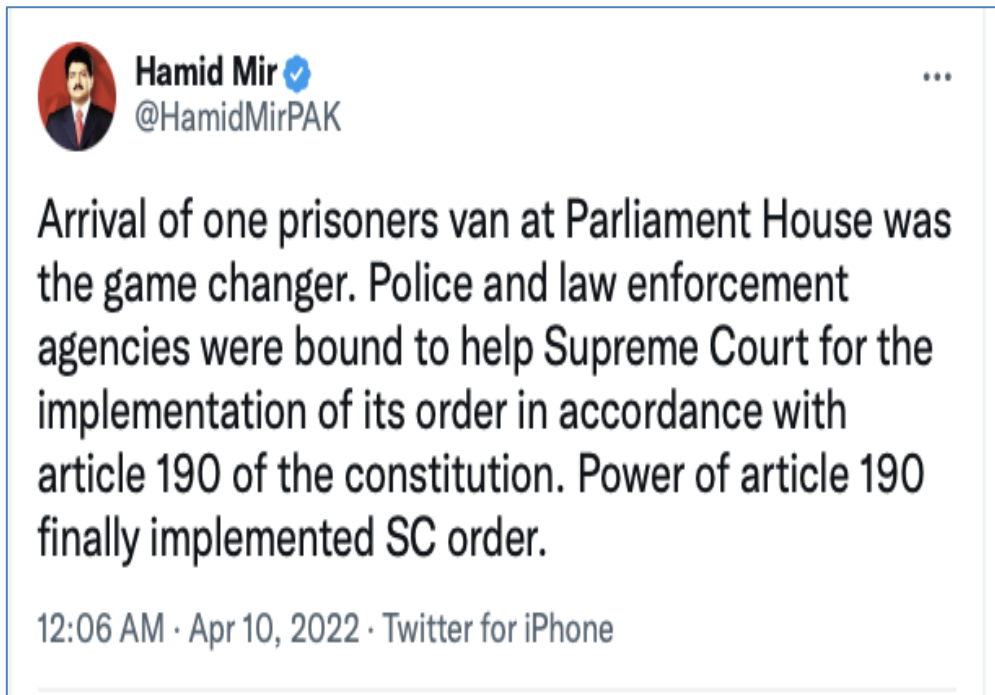 Hamid Mir
@HamidMirPAK
Arrival of one prisoners van at Parliament House was
the game changer. Police and law enforcement
agencies were bound to help Supreme Court for the
implementation of its order in accordance with
article 190 of the constitution. Power of article 190
finally implemented SC order.
12:06 AM · Apr 10, 2022 · Twitter for iPhone